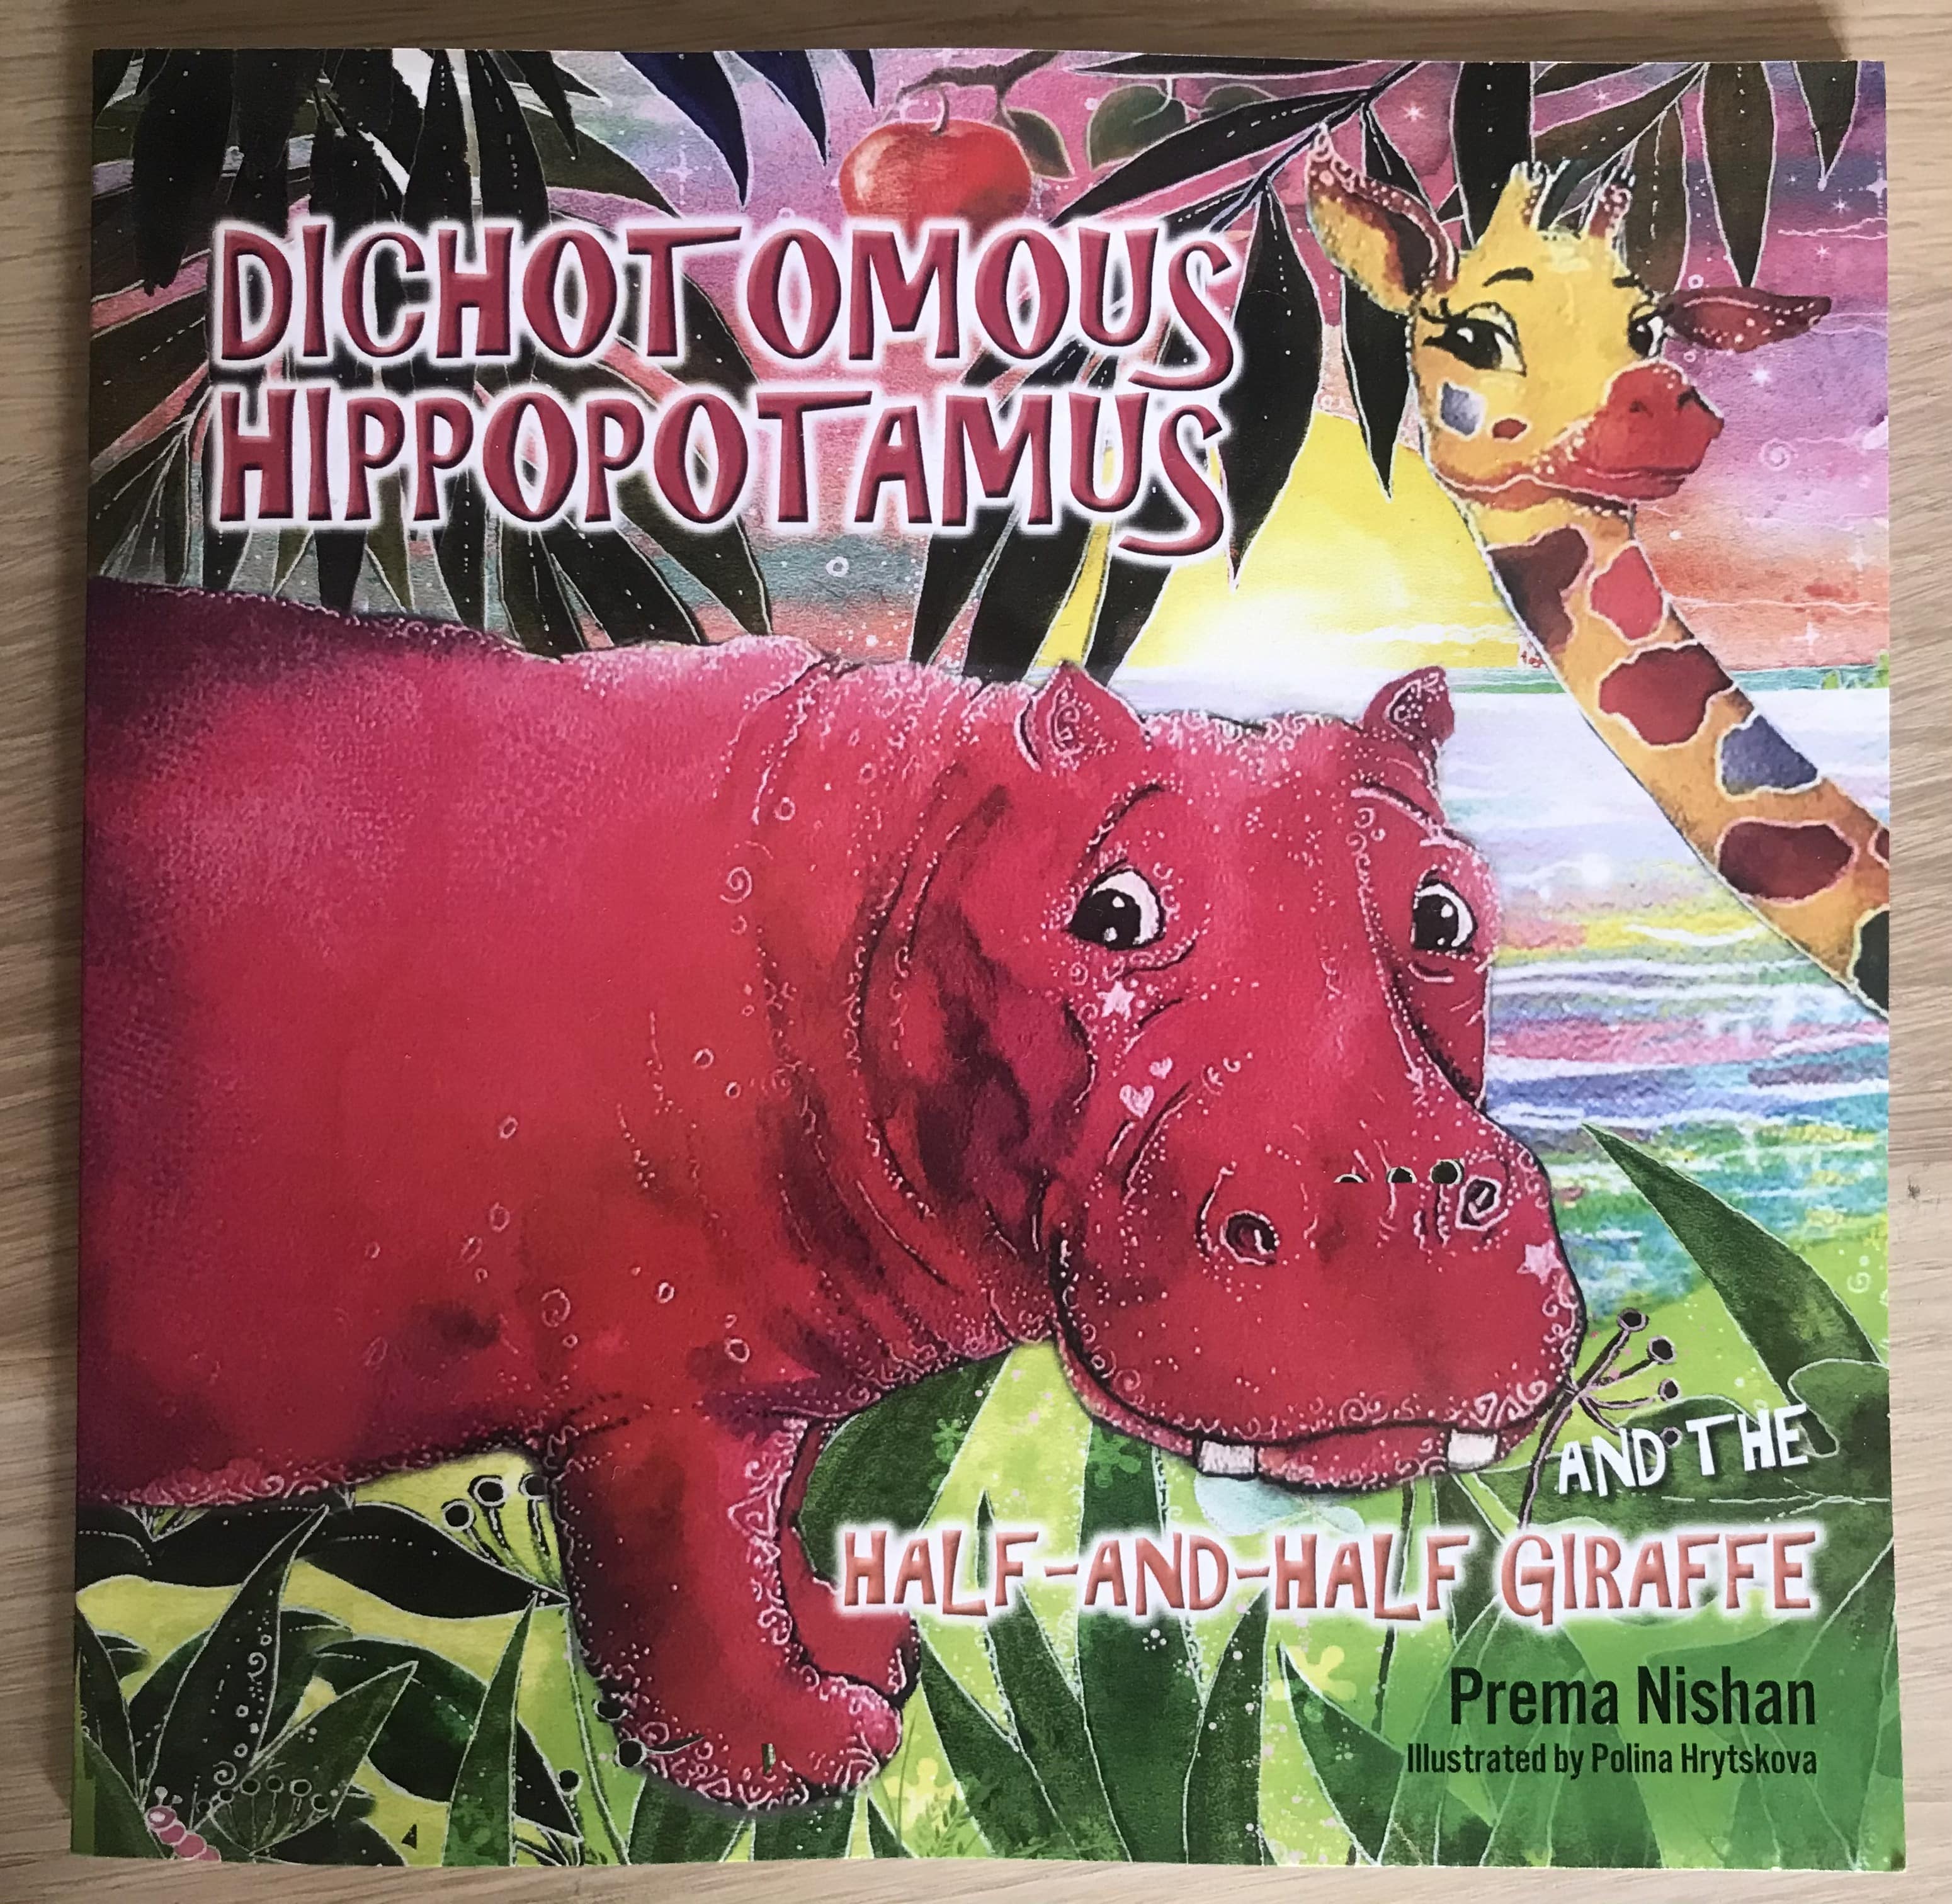 DICHOTOMOUS
HIPPOPOTAMUS
AND THE
HALF-AND-HALF GIRAFFE
Prema Nishan
Illustrated by Polina Hrytskova